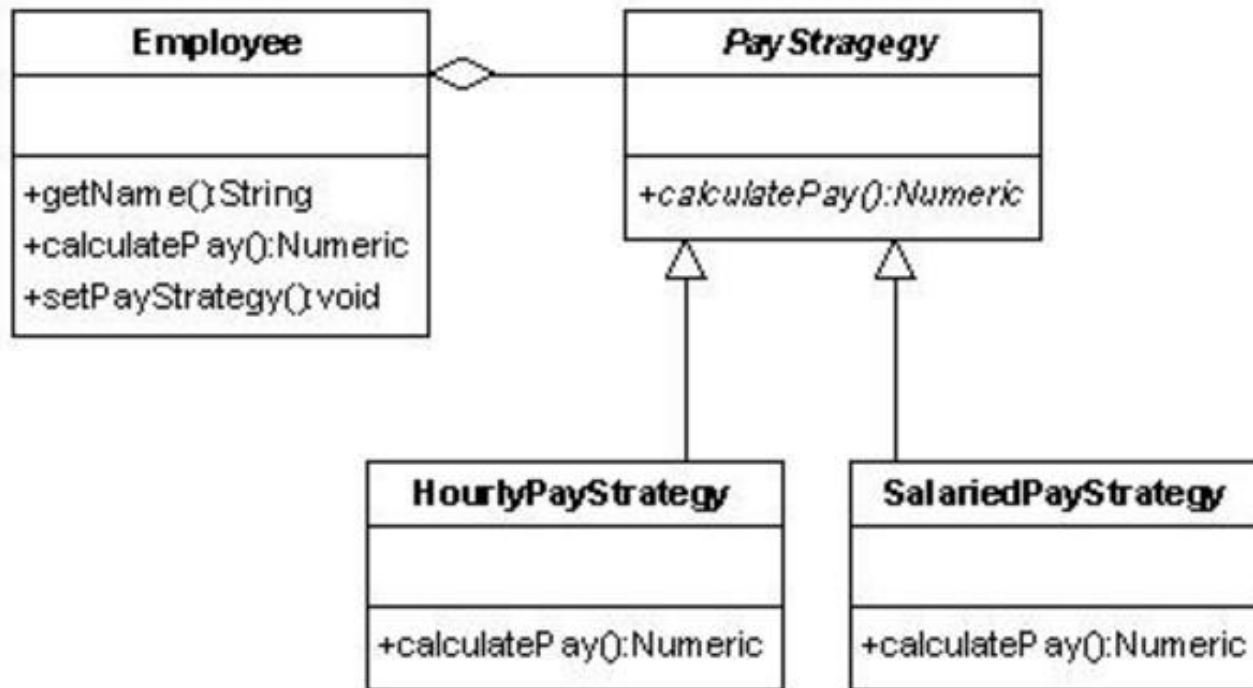 Employee
+getName():String
+calculatePay():Numeric
+setPayStrategy():void
PayStragegy
+calculatePay():Numeric
HourlyPayStrategy
+calculatePay():Numeric
SalariedPayStrategy
+calculatePay():Numeric